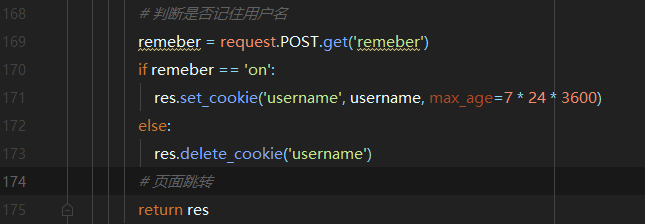 168 # 判断是否记住用户名
169 remeber = request.POST.get('remeber')
170 if remeber == 'on':
171 res.set_cookie('username', username, max_age=7 * 24 * 3600)
172 else:
173 res.delete_cookie('username')
174 # 页面跳转
175 return res